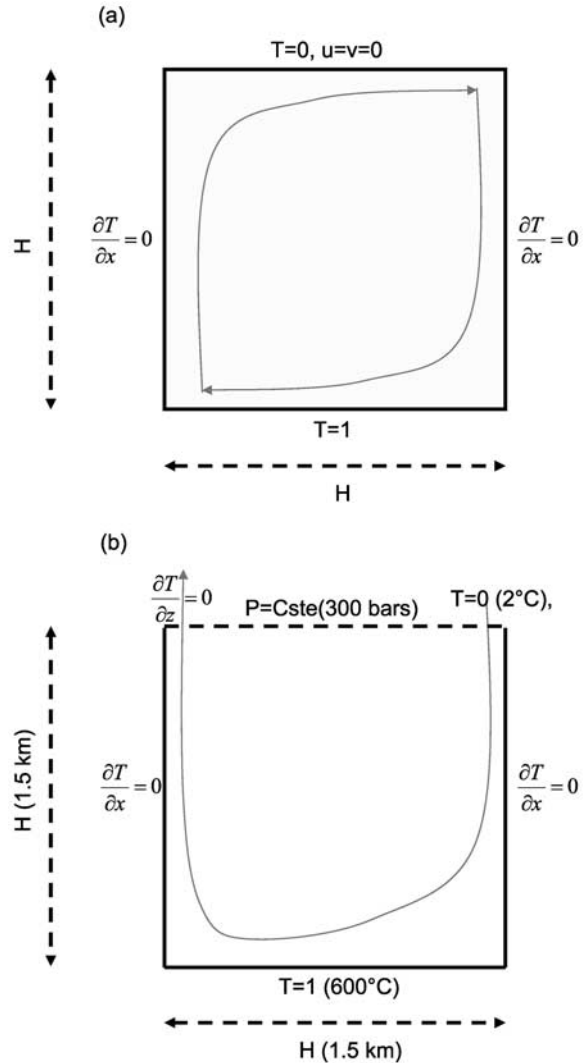 (a)
T=0, u=v=0
H
∂T/∂x = 0
∂T/∂x = 0
T=1
H
(b)
∂T/∂z = 0
P=Cste(300 bars)
T=0 (2°C),
H (1.5 km)
∂T/∂x = 0
∂T/∂x = 0
T=1 (600°C)
H (1.5 km)